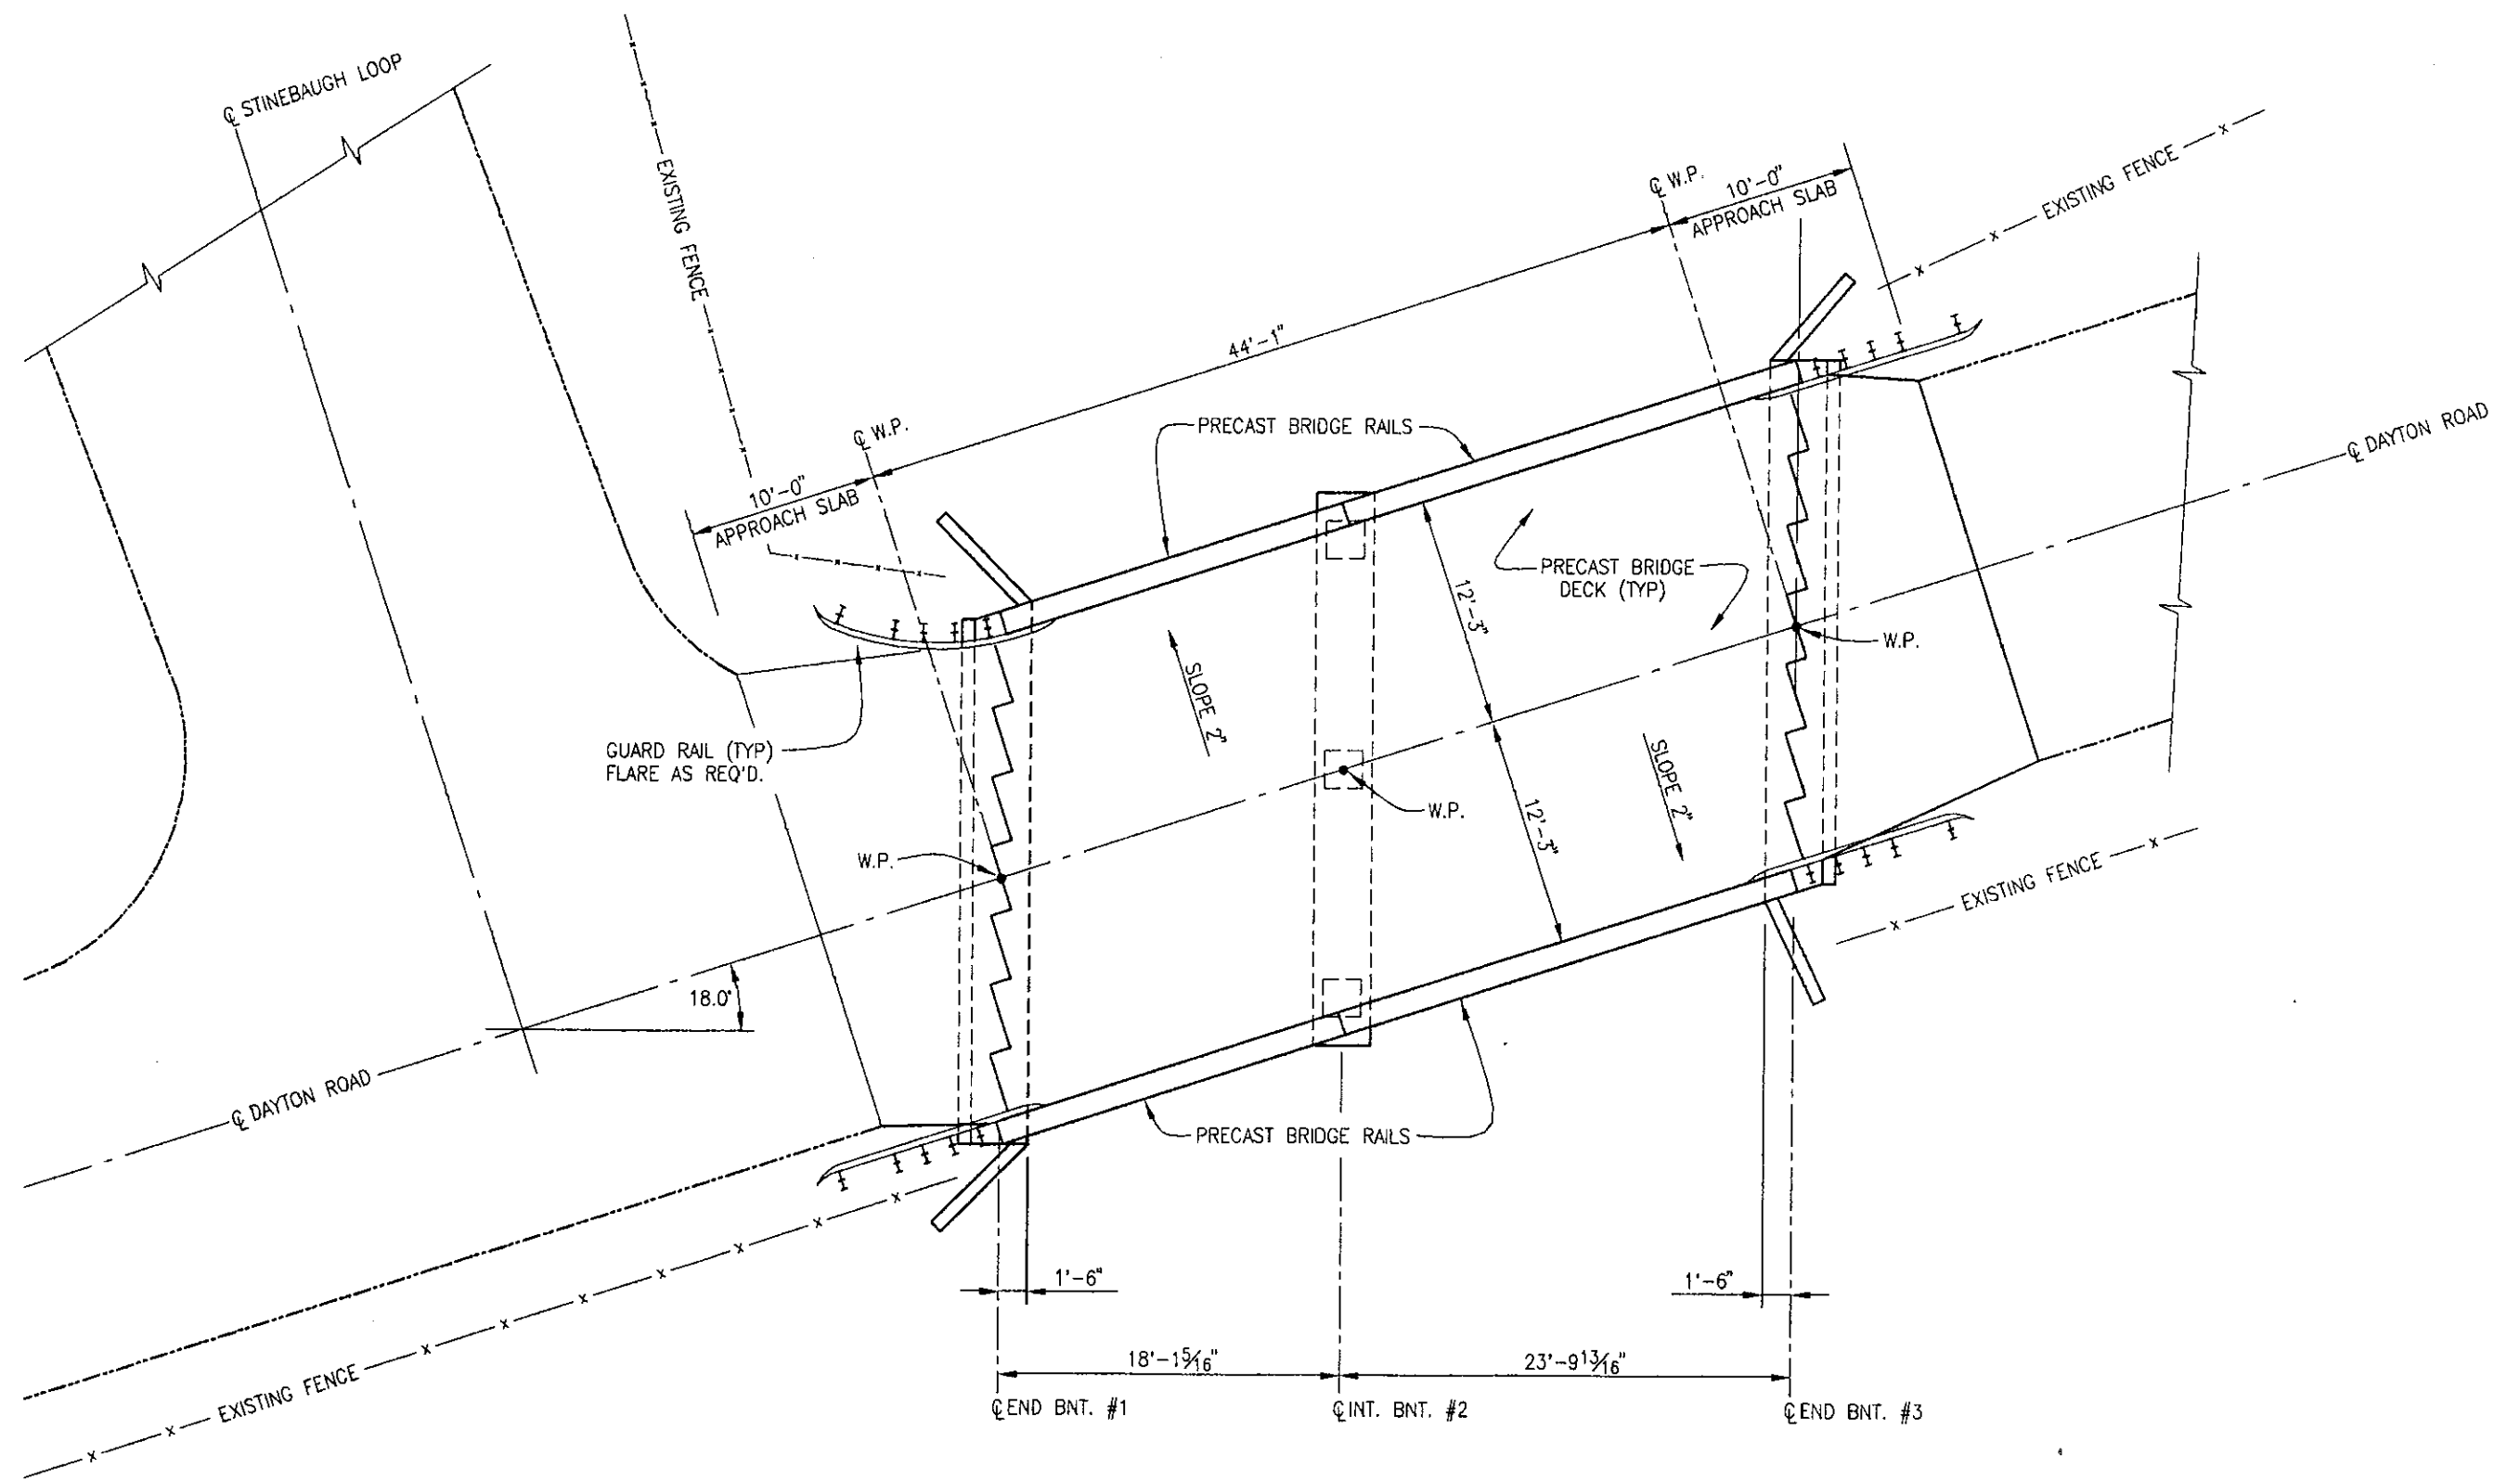 ℄ STINEBAUGH LOOP
EXISTING FENCE
℄ W.P.
10'-0"
APPROACH SLAB
EXISTING FENCE
44'-1"
℄ W.P.
PRECAST BRIDGE RAILS
℄ DAYTON ROAD
10'-0"
APPROACH SLAB
PRECAST BRIDGE
DECK (TYP)
12'-3"
W.P.
SLOPE 2"
GUARD RAIL (TYP)
FLARE AS REQ'D.
SLOPE 2"
W.P.
12'-3"
W.P.
EXISTING FENCE
18.0°
℄ DAYTON ROAD
PRECAST BRIDGE RAILS
1'-6"
1'-6"
18'-1 5/16"
23'-9 13/16"
EXISTING FENCE
℄ END BNT. #1
℄ INT. BNT. #2
℄ END BNT. #3